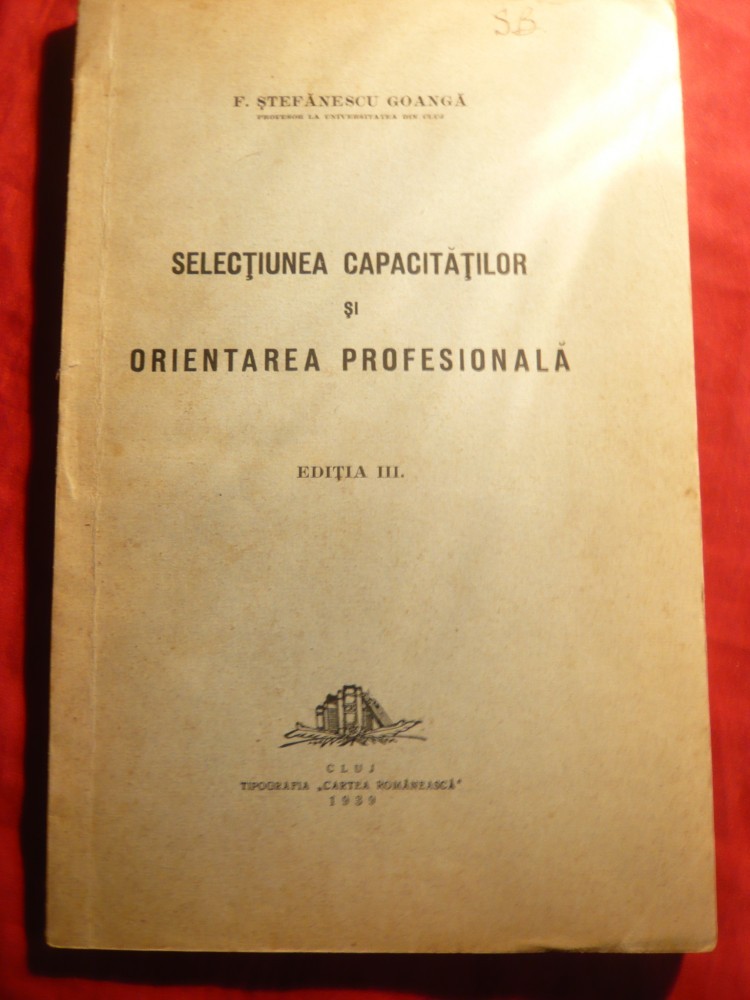 SB
F. ŞTEFĂNESCU GOANGĂ
PROFESOR LA UNIVERSITATEA DIN CLUJ
SELECŢIUNEA CAPACITĂŢILOR
ŞI
ORIENTAREA PROFESIONALĂ
EDIŢIA III.
CLUJ
TIPOGRAFIA „CARTEA ROMÂNEASCĂ"
1939